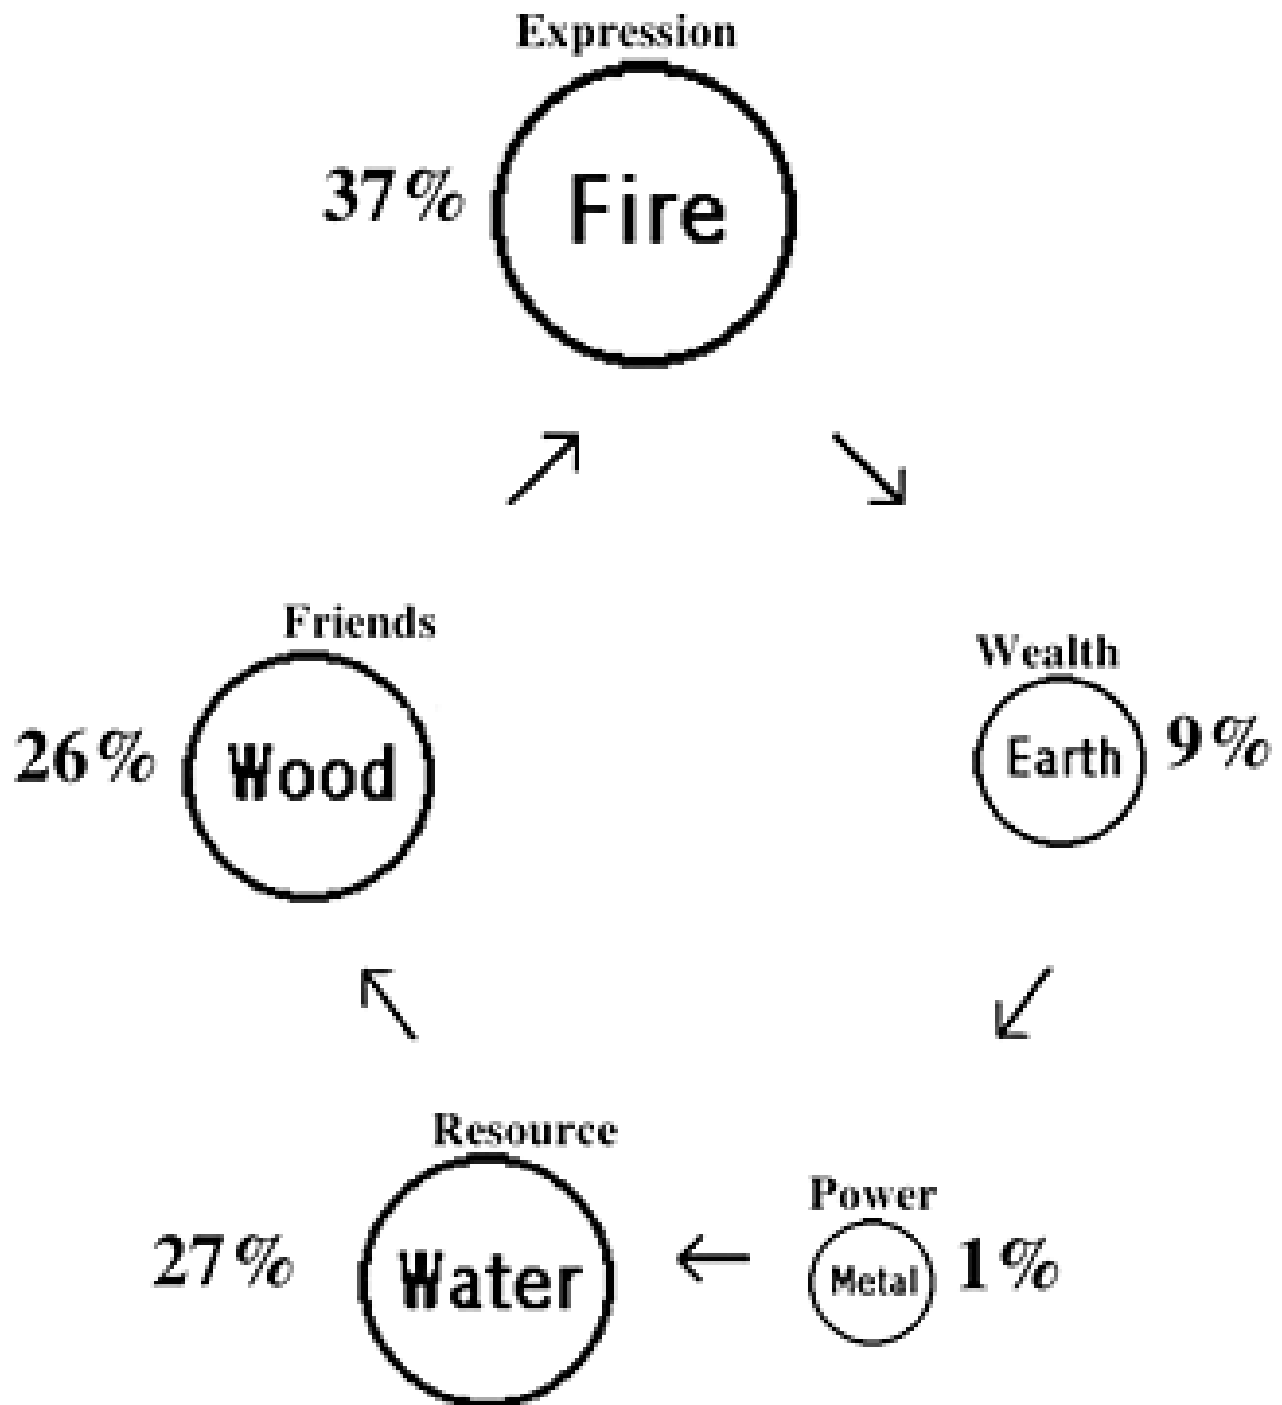 Expression
37%
Fire
Friends
26%
Wood
Wealth
Earth
9%
Resource
27%
Water
Power
Metal
1%